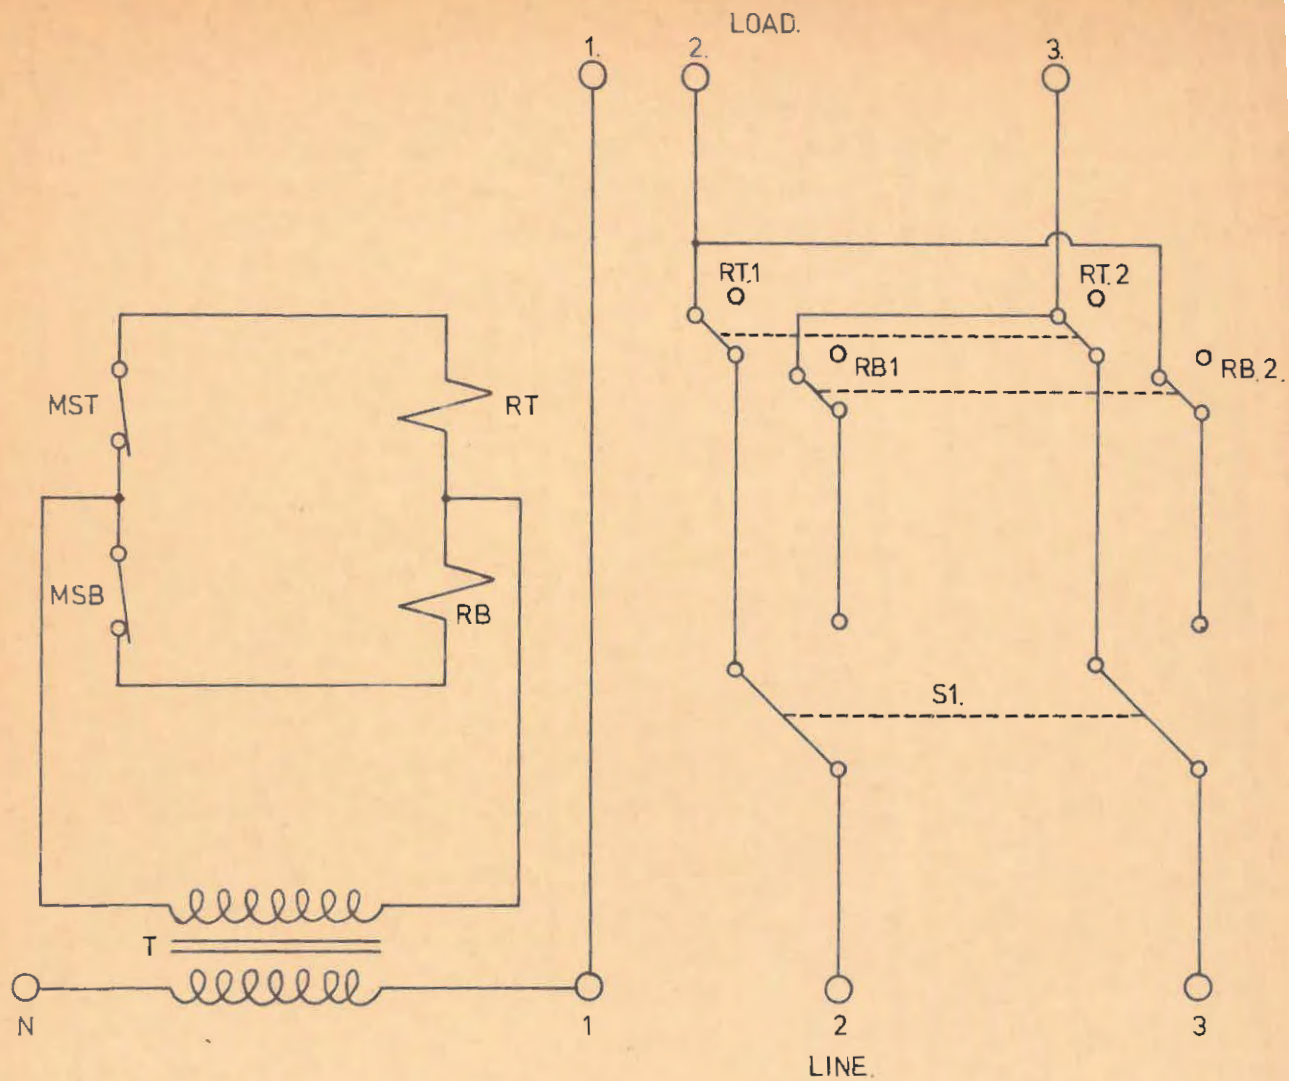 LOAD.
1.
2.
3.
RT.1
RT.2
RB1
RB.2.
MST
RT
MSB
RB
S1.
T
N
1
2
3
LINE.